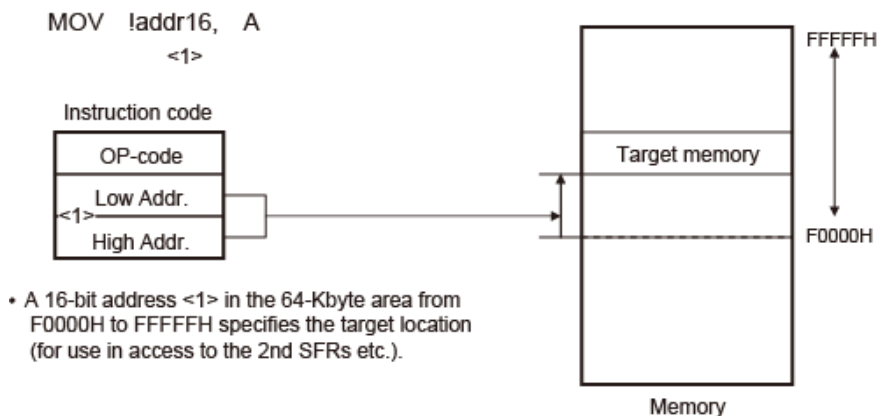 MOV !addr16, A
<1>
Instruction code
OP-code
Low Addr.
<1>
High Addr.
Target memory
FFFFFH
F0000H
• A 16-bit address <1> in the 64-Kbyte area from
F0000H to FFFFFH specifies the target location
(for use in access to the 2nd SFRs etc.).
Memory